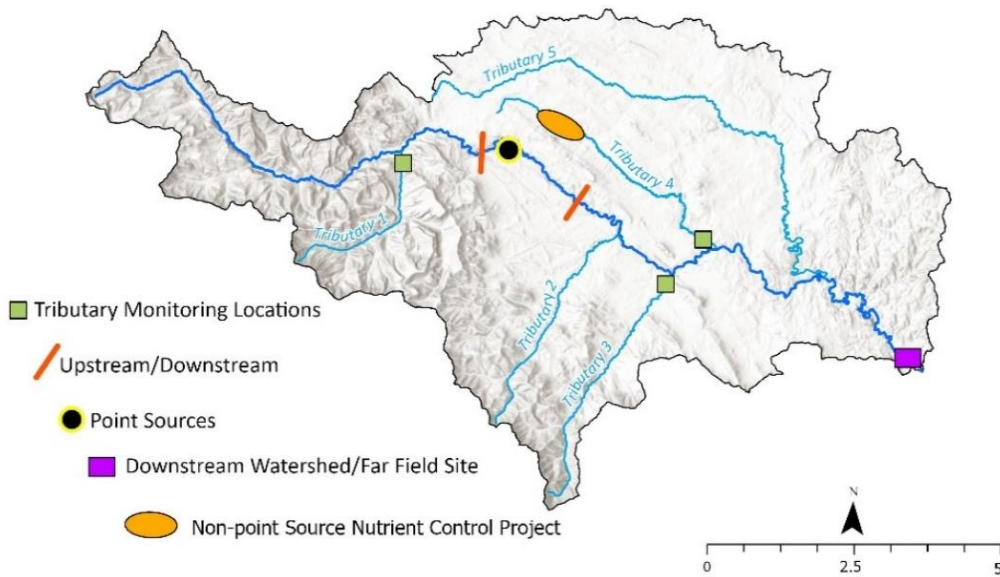 Tributary 5
Tributary 4
Tributary 1
Tributary 2
Tributary 3
Tributary Monitoring Locations
Upstream/Downstream
Point Sources
Downstream Watershed/Far Field Site
Non-point Source Nutrient Control Project
N
0 2.5 5